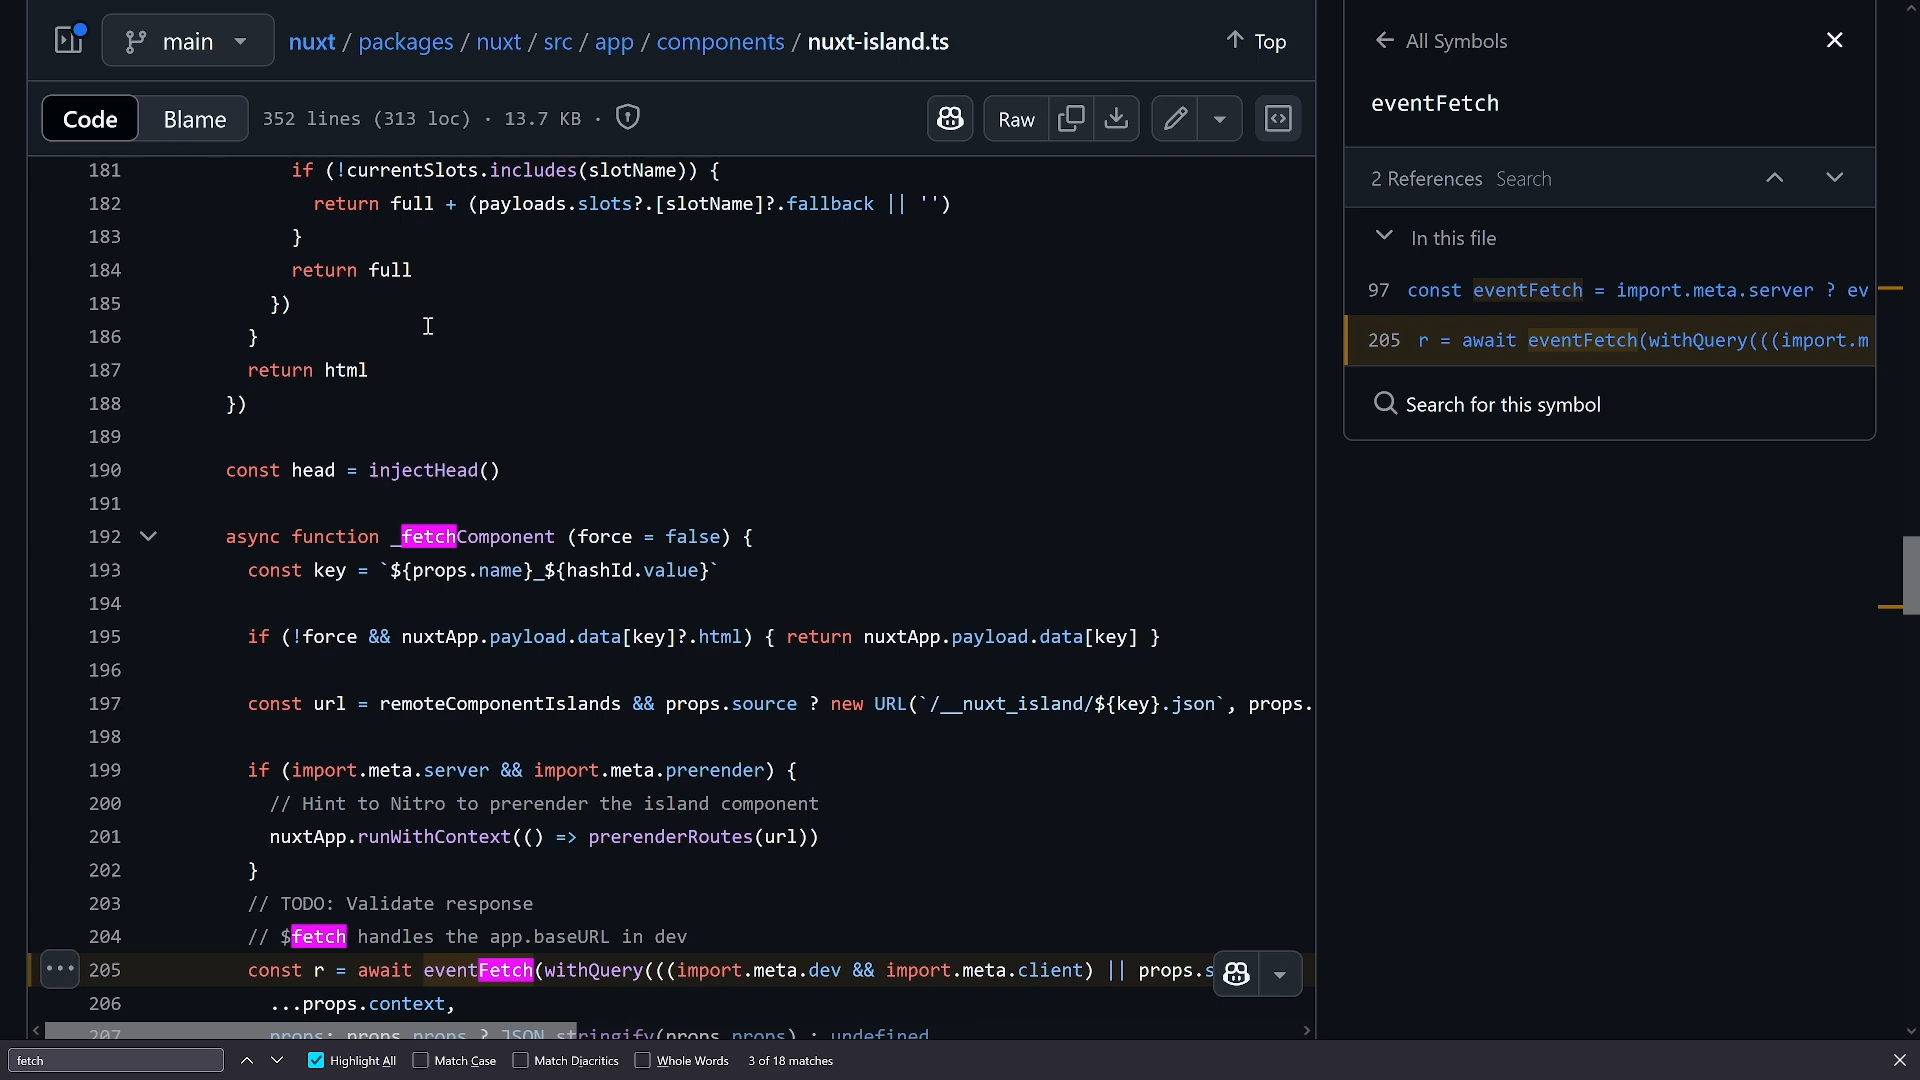 main
nuxt / packages / nuxt / src / app / components / nuxt-island.ts
Top
Code
Blame
352 lines (313 loc) · 13.7 KB ·
Raw
181 if (!currentSlots.includes(slotName)) {
182 return full + (payloads.slots?.[slotName]?.fallback || '')
183 }
184 return full
185 })
186 }
187 return html
188 })
189
190 const head = injectHead()
191
192 async function _fetchComponent (force = false) {
193 const key = `${props.name}_${hashId.value}`
194
195 if (!force && nuxtApp.payload.data[key]?.html) { return nuxtApp.payload.data[key] }
196
197 const url = remoteComponentIslands && props.source ? new URL(`/__nuxt_island/${key}.json`, props.
198
199 if (import.meta.server && import.meta.prerender) {
200 // Hint to Nitro to prerender the island component
201 nuxtApp.runWithContext(() => prerenderRoutes(url))
202 }
203 // TODO: Validate response
204 // $fetch handles the app.baseURL in dev
205 const r = await eventFetch(withQuery(((import.meta.dev && import.meta.client) || props.s
206 ...props.context,
207 props: props.props ? JSON.stringify(props.props) : undefined
All Symbols
eventFetch
2 References Search
In this file
97 const eventFetch = import.meta.server ? ev
205 r = await eventFetch(withQuery(((import.m
Search for this symbol
fetch
Highlight All
Match Case
Match Diacritics
Whole Words
3 of 18 matches